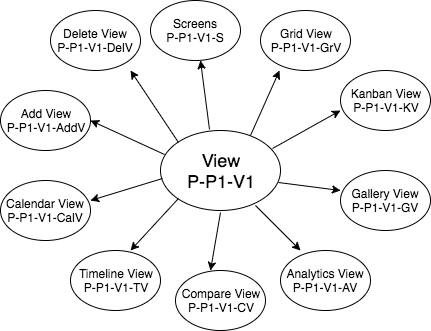 Screens
P-P1-V1-S
Delete View
P-P1-V1-DelV
Grid View
P-P1-V1-GrV
Kanban View
P-P1-V1-KV
Add View
P-P1-V1-AddV
View
P-P1-V1
Gallery View
P-P1-V1-GV
Calendar View
P-P1-V1-CalV
Timeline View
P-P1-V1-TV
Analytics View
P-P1-V1-AV
Compare View
P-P1-V1-CV